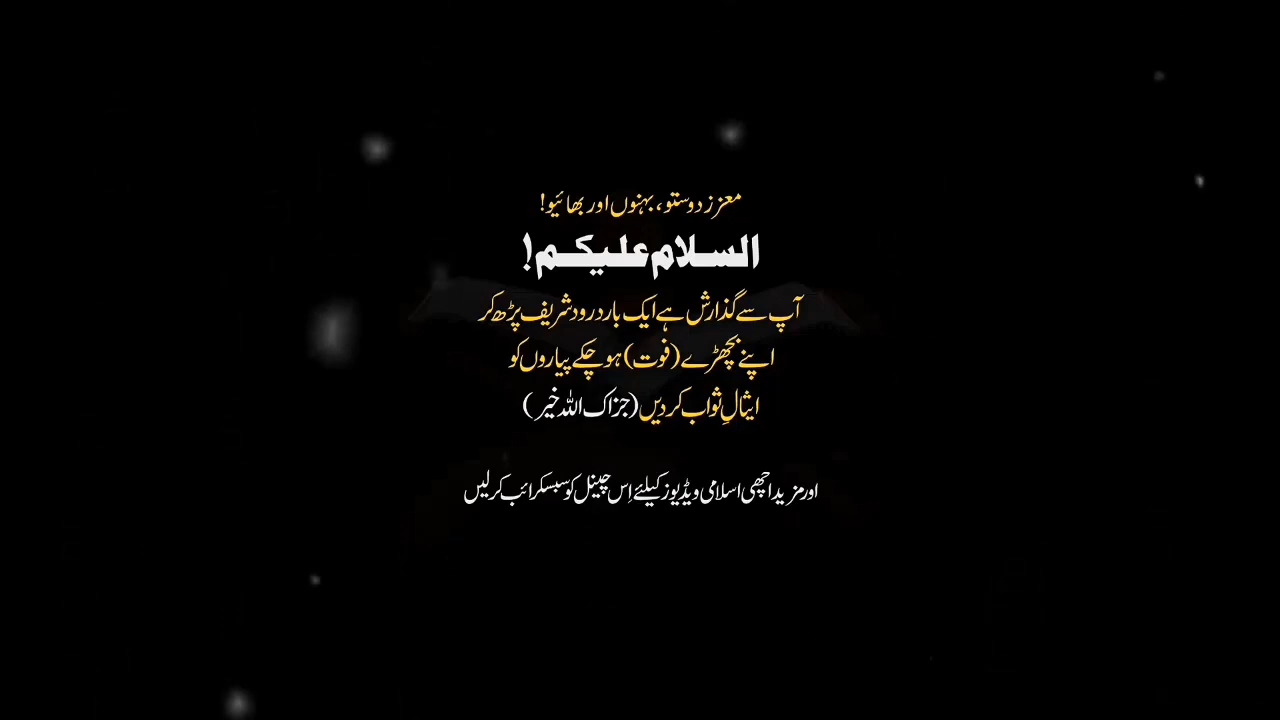 معزز دوستو، بہنوں اور بھائیو!
السلام علیکم!
آپ سے گذارش ہے ایک بار درود شریف پڑھ کر
اپنے بچھڑے (فوت) ہو چکے پیاروں کو
ایثالِ ثواب کر دیں (جزاک اللہ خیر)
اور مزید اچھی اسلامی ویڈیوز کیلئے اِس چینل کو سبسکرائب کر لیں